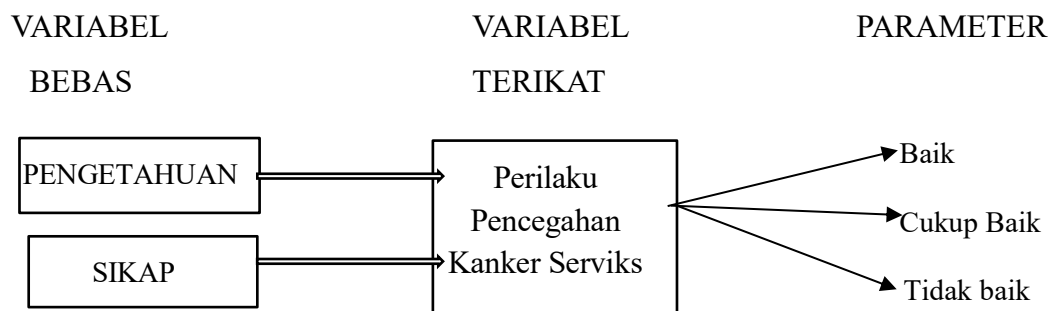 VARIABEL
BEBAS
VARIABEL
TERIKAT
PARAMETER
PENGETAHUAN
SIKAP
Perilaku
Pencegahan
Kanker Serviks
Baik
Cukup Baik
Tidak baik